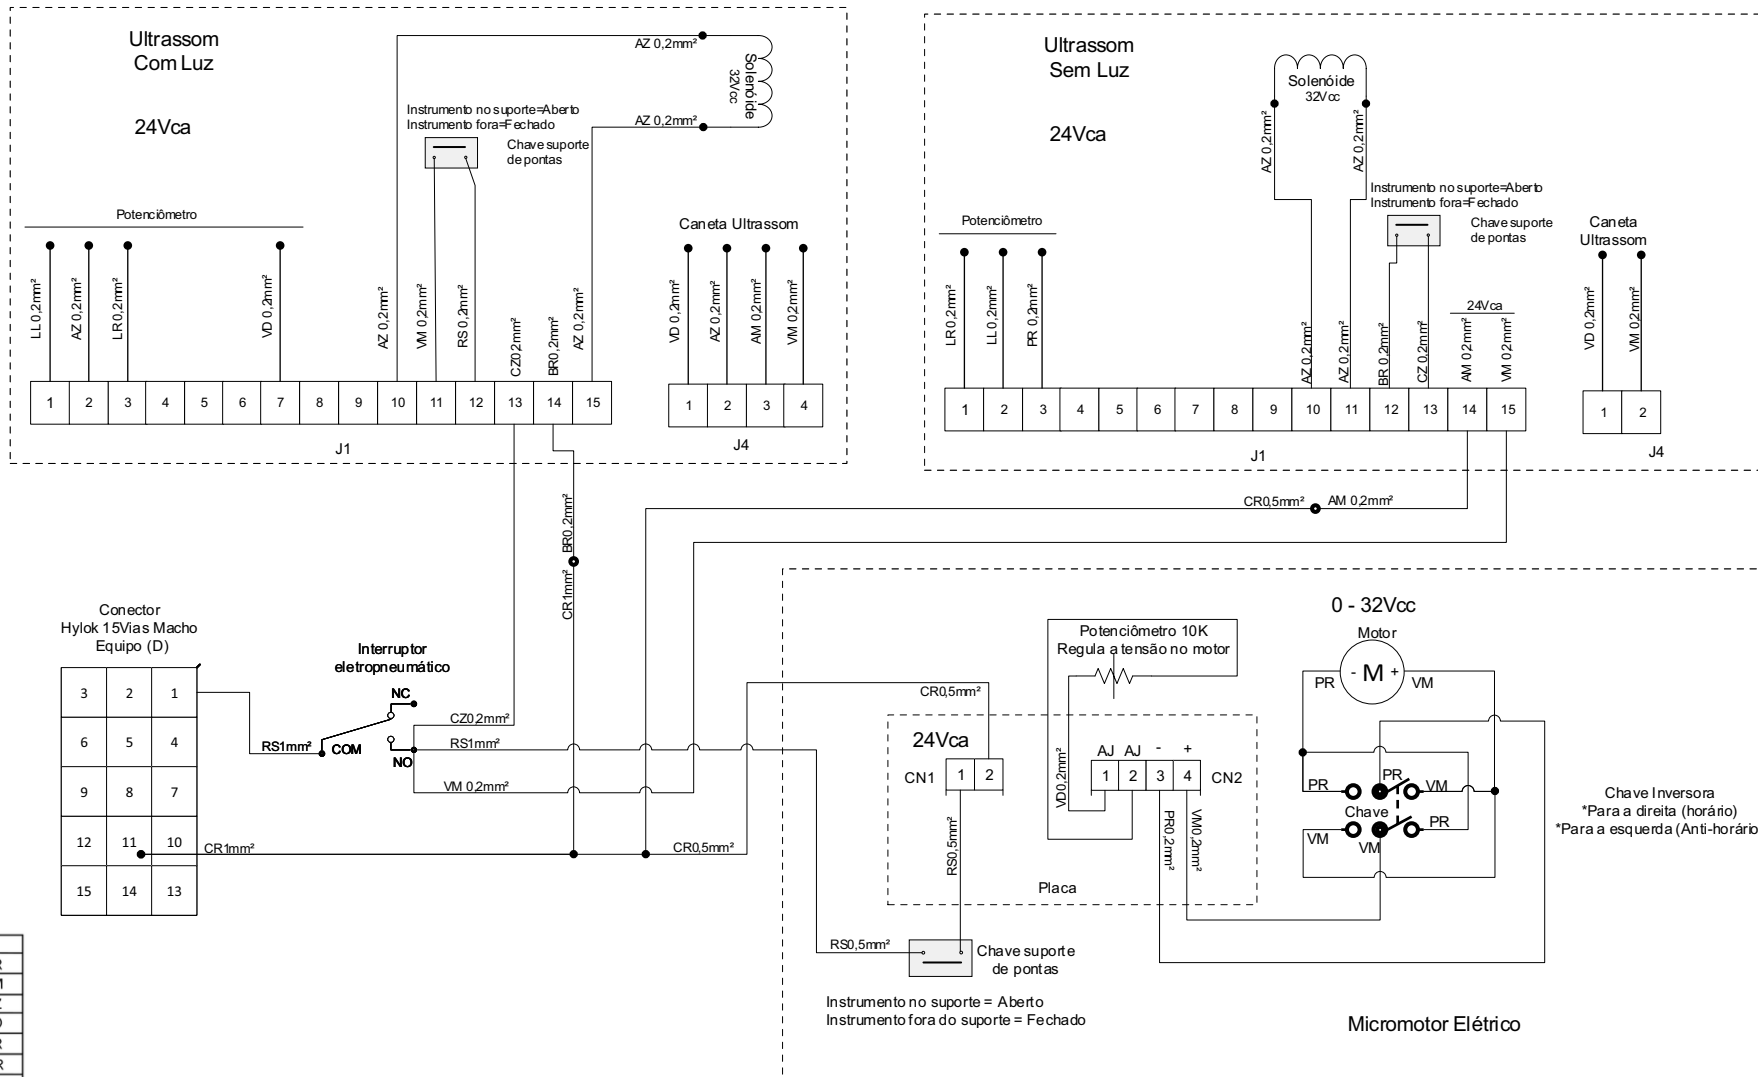 Ultrassom
Com Luz
24Vca
AZ 0,2mm²
Solenóide
32Vcc
AZ 0,2mm²
Instrumento no suporte=Aberto
Instrumento fora=Fechado
Chave suporte
de pontas
Potenciômetro
LL 0,2mm²
AZ 0,2mm²
LR 0,2mm²
VD 0,2mm²
AZ 0,2mm²
VM 0,2mm²
RS 0,2mm²
CZ0,2mm²
BR0,2mm²
AZ 0,2mm²
1 2 3 4 5 6 7 8 9 10 11 12 13 14 15
J1
Caneta Ultrassom
VD 0,2mm²
AZ 0,2mm²
AM 0,2mm²
VM 0,2mm²
1 2 3 4
J4
Ultrassom
Sem Luz
24Vca
Solenóide
32Vcc
AZ 0,2mm²
AZ 0,2mm²
Instrumento no suporte=Aberto
Instrumento fora=Fechado
Chave suporte
de pontas
Potenciômetro
LR 0,2mm²
LL 0,2mm²
PR 0,2mm²
AZ 0,2mm²
AZ 0,2mm²
BR 0,2mm²
CZ 0,2mm²
24Vca
AM 0,2mm²
VM 0,2mm²
1 2 3 4 5 6 7 8 9 10 11 12 13 14 15
J1
Caneta
Ultrassom
VD 0,2mm²
VM 0,2mm²
1 2
J4
CR0,5mm²
AM 0,2mm²
BR0,2mm²
CR1mm²
Conector
Hylok 15Vias Macho
Equipo (D)
3 2 1
6 5 4
9 8 7
12 11 10
15 14 13
RS1mm²
Interruptor
eletropneumático
NC
COM
NO
CZ0,2mm²
RS1mm²
VM 0,2mm²
CR1mm²
CR0,5mm²
CR0,5mm²
24Vca
CN1
1 2
RS0,5mm²
Potenciômetro 10K
Regula a tensão no motor
VD0,2mm²
AJ AJ - +
1 2 3 4
CN2
PR0,2mm²
VM0,2mm²
Placa
RS0,5mm²
Chave suporte
de pontas
Instrumento no suporte = Aberto
Instrumento fora do suporte = Fechado
0 - 32Vcc
Motor
- M +
PR
VM
PR
PR
VM
Chave
VM
VM
PR
Chave Inversora
*Para a direita (horário)
*Para a esquerda (Anti-horário
Micromotor Elétrico